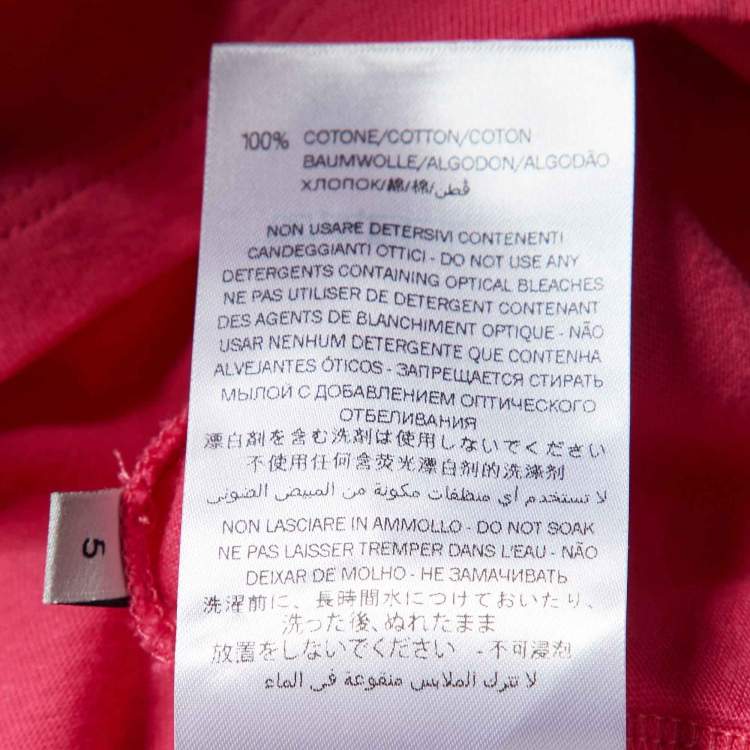 100% COTONE/COTTON/COTON
BAUMWOLLE/ALGODON/ALGODÃO
ХЛОПОК/綿/棉/قطن
NON USARE DETERSIVI CONTENENTI
CANDEGGIANTI OTTICI - DO NOT USE ANY
DETERGENTS CONTAINING OPTICAL BLEACHES
NE PAS UTILISER DE DETERGENT CONTENANT
DES AGENTS DE BLANCHIMENT OPTIQUE - NÃO
USAR NENHUM DETERGENTE QUE CONTENHA
ALVEJANTES ÓTICOS - ЗАПРЕЩАЕТСЯ СТИРАТЬ
МЫЛОЙ С ДОБАВЛЕНИЕМ ОПТИЧЕСКОГО
ОТБЕЛИВАНИЯ
漂白剤を含む洗剤は使用しないでください
不使用任何含荧光漂白剂的洗滌剂
لا تستخدم أي منظفات مكونة من المبيض الضوئي
NON LASCIARE IN AMMOLLO - DO NOT SOAK
NE PAS LAISSER TREMPER DANS L'EAU - NÃO
DEIXAR DE MOLHO - НЕ ЗАМАЧИВАТЬ
洗濯前に、長時間水につけておいたり、
洗った後、ぬれたまま
放置をしないでください - 不可浸泡
لا تترك الملابس منقوعة في الماء
5